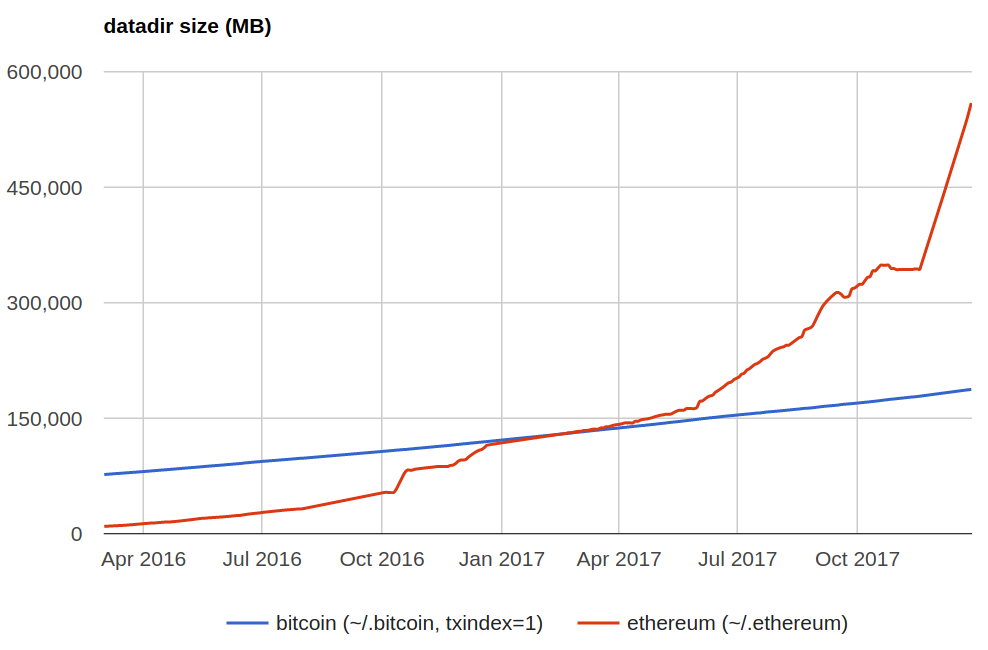 datadir size (MB)
600,000
450,000
300,000
150,000
0
Apr 2016 Jul 2016 Oct 2016 Jan 2017 Apr 2017 Jul 2017 Oct 2017
bitcoin (~/.bitcoin, txindex=1) ethereum (~/.ethereum)